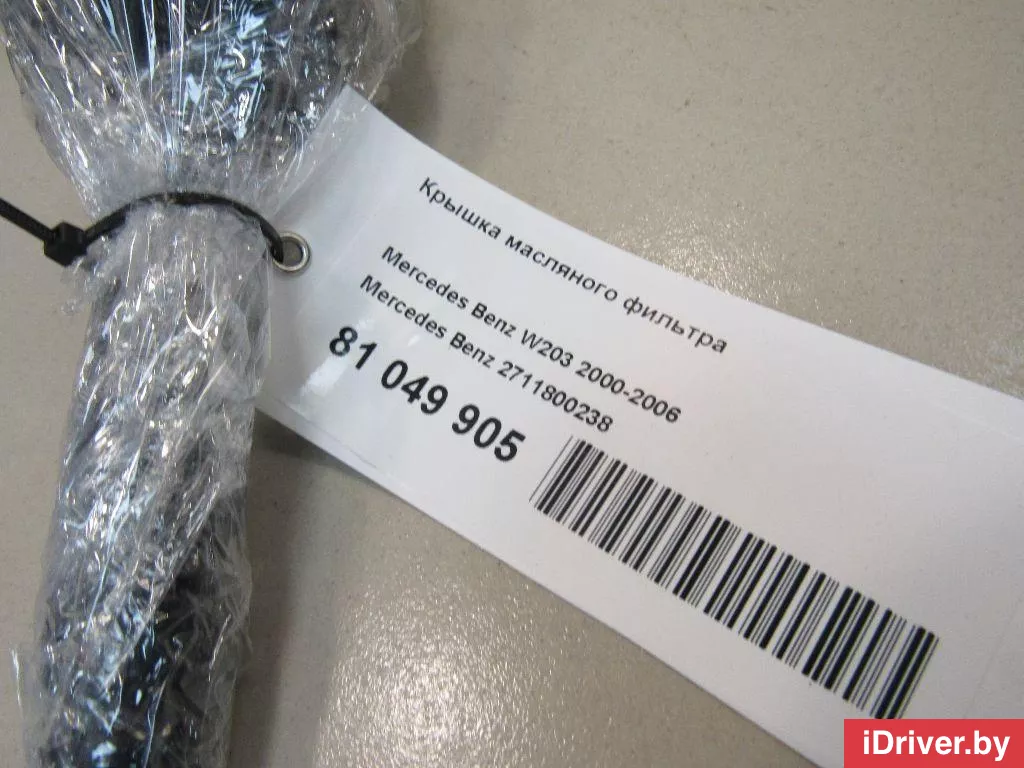 Крышка масляного фильтра
Mercedes Benz W203 2000-2006
Mercedes Benz 2711800238
81 049 905
iDriver.by